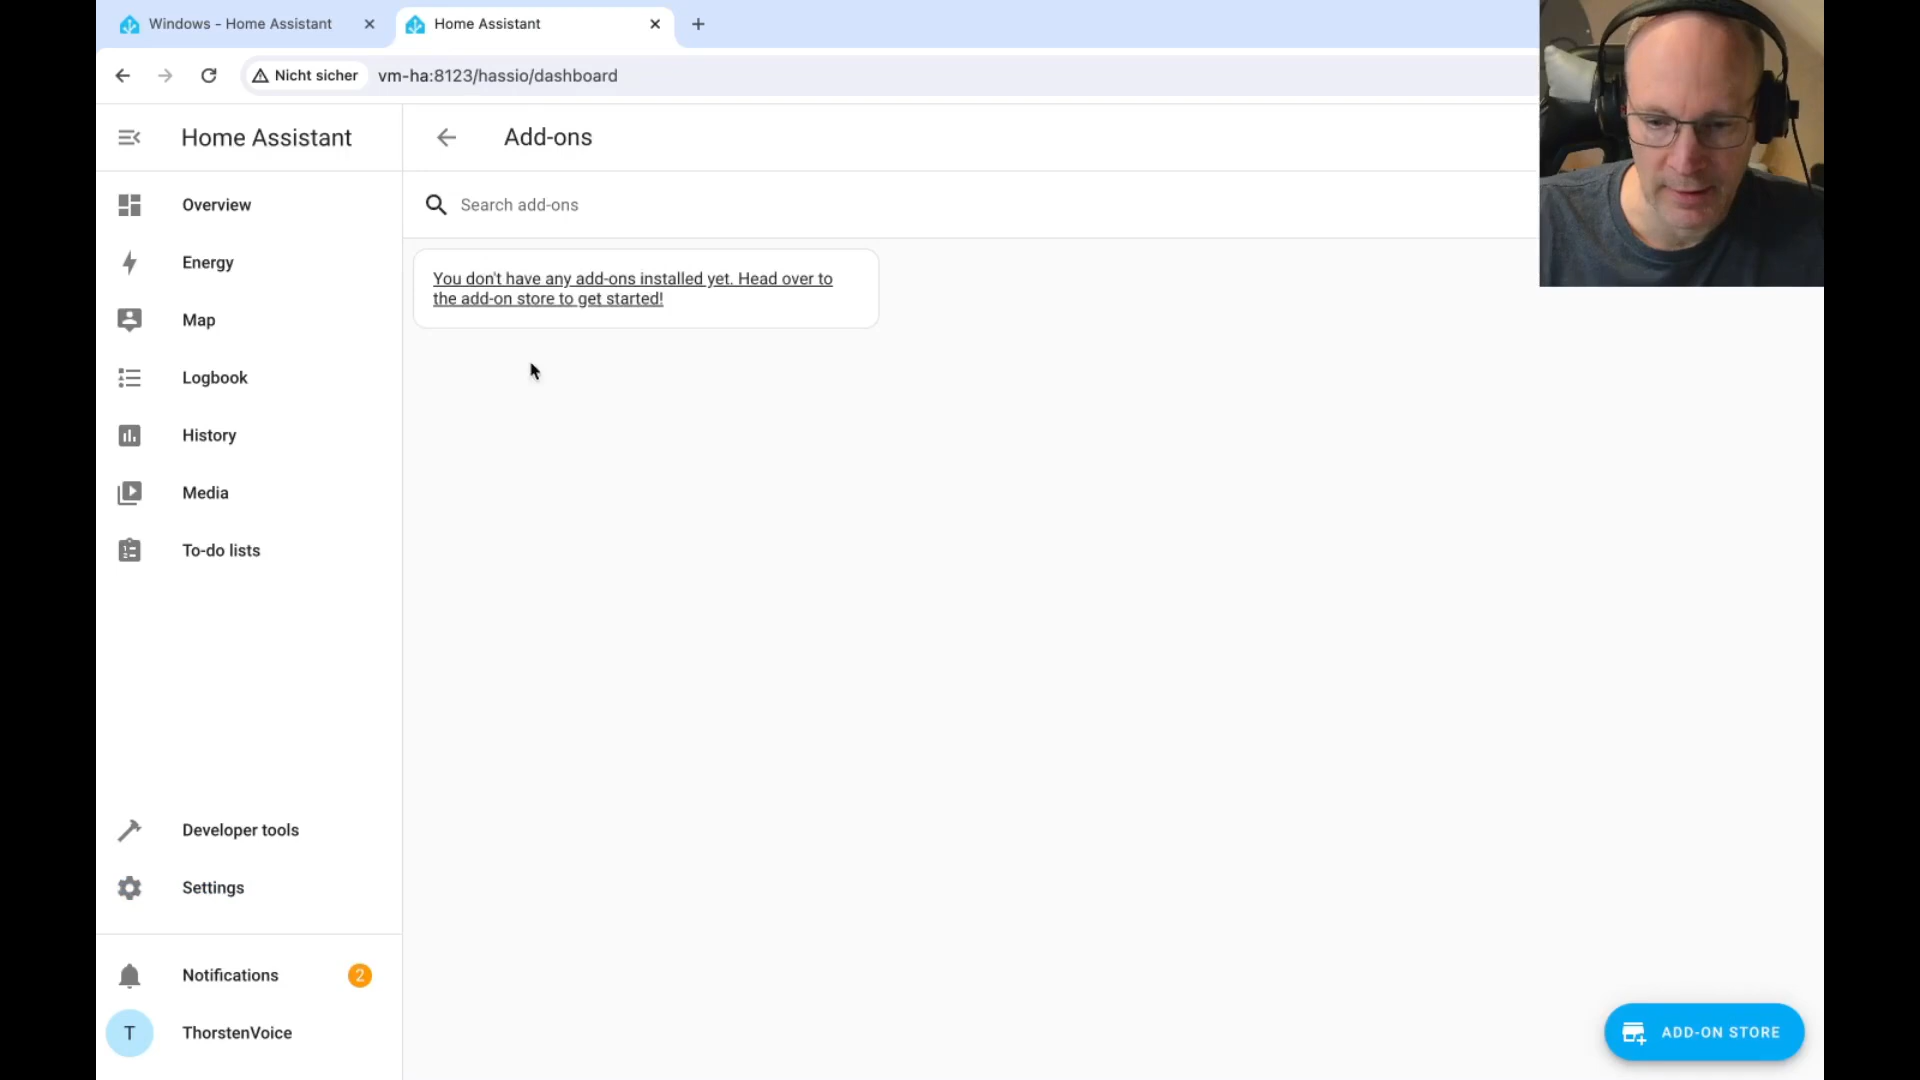 Windows - Home Assistant
Home Assistant
Nicht sicher
vm-ha:8123/hassio/dashboard
Home Assistant
Add-ons
Overview
Search add-ons
Energy
You don't have any add-ons installed yet. Head over to
the add-on store to get started!
Map
Logbook
History
Media
To-do lists
Developer tools
Settings
Notifications
2
T
ThorstenVoice
ADD-ON STORE